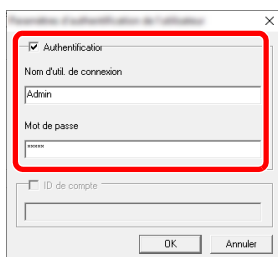 Authentification
Nom d'util. de connexion
Admin
Mot de passe
*****
ID de compte
OK
Annuler